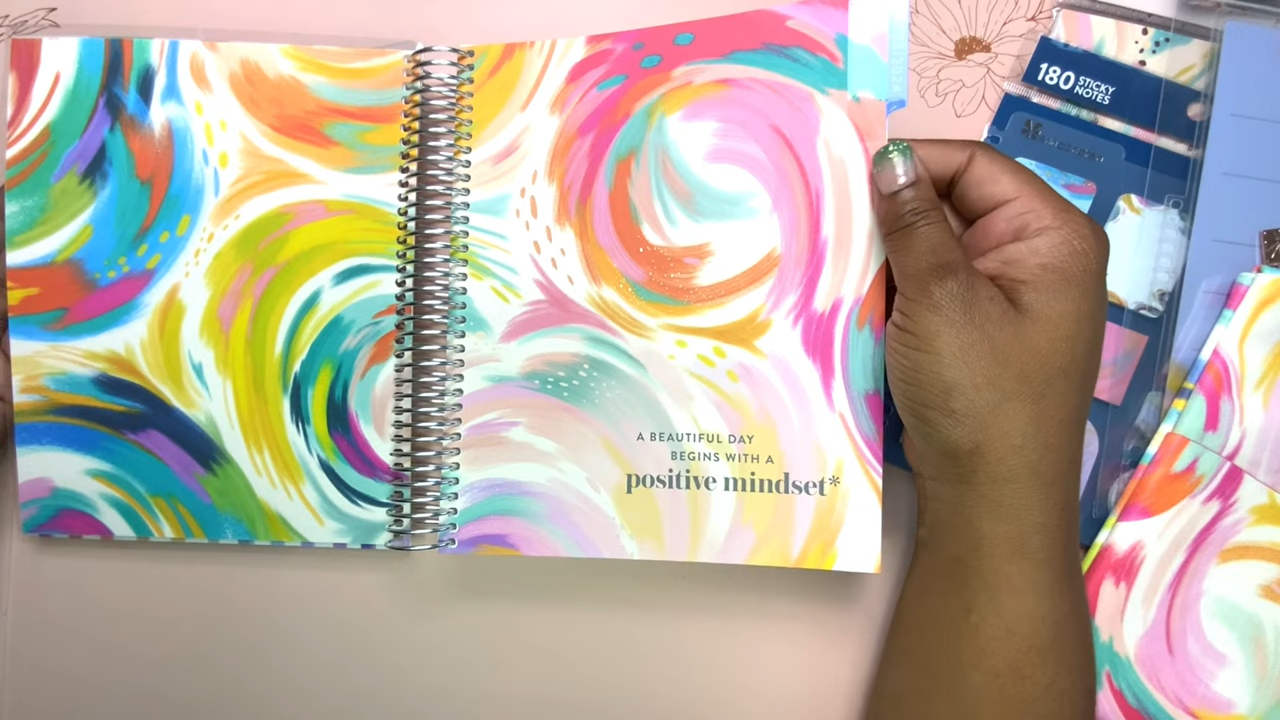 180 STICKY
NOTES
A BEAUTIFUL DAY
BEGINS WITH A
positive mindset*